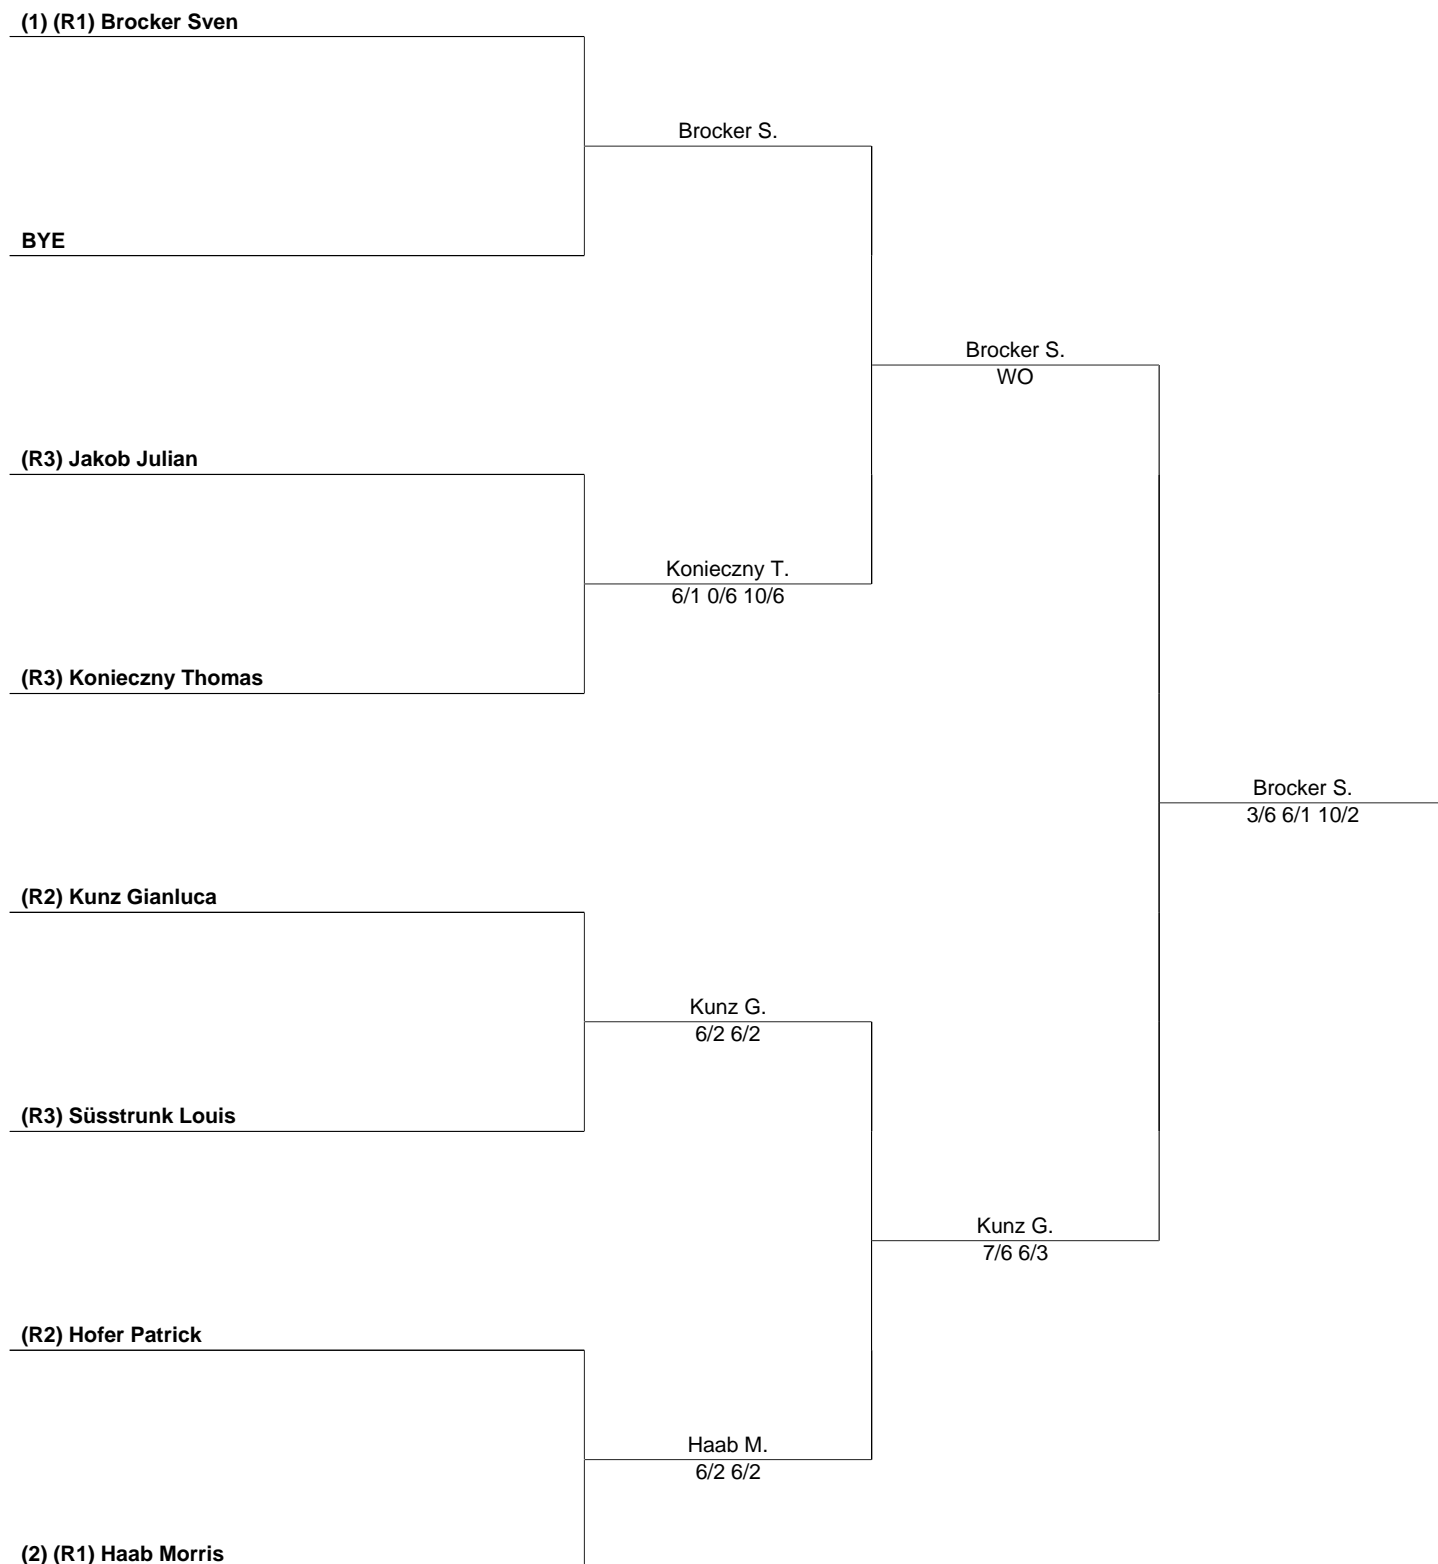 (1) (R1) Brocker Sven
Brocker S.
BYE
Brocker S.
WO
(R3) Jakob Julian
Konieczny T.
6/1 0/6 10/6
(R3) Konieczny Thomas
Brocker S.
3/6 6/1 10/2
(R2) Kunz Gianluca
Kunz G.
6/2 6/2
(R3) Süsstrunk Louis
Kunz G.
7/6 6/3
(R2) Hofer Patrick
Haab M.
6/2 6/2
(2) (R1) Haab Morris